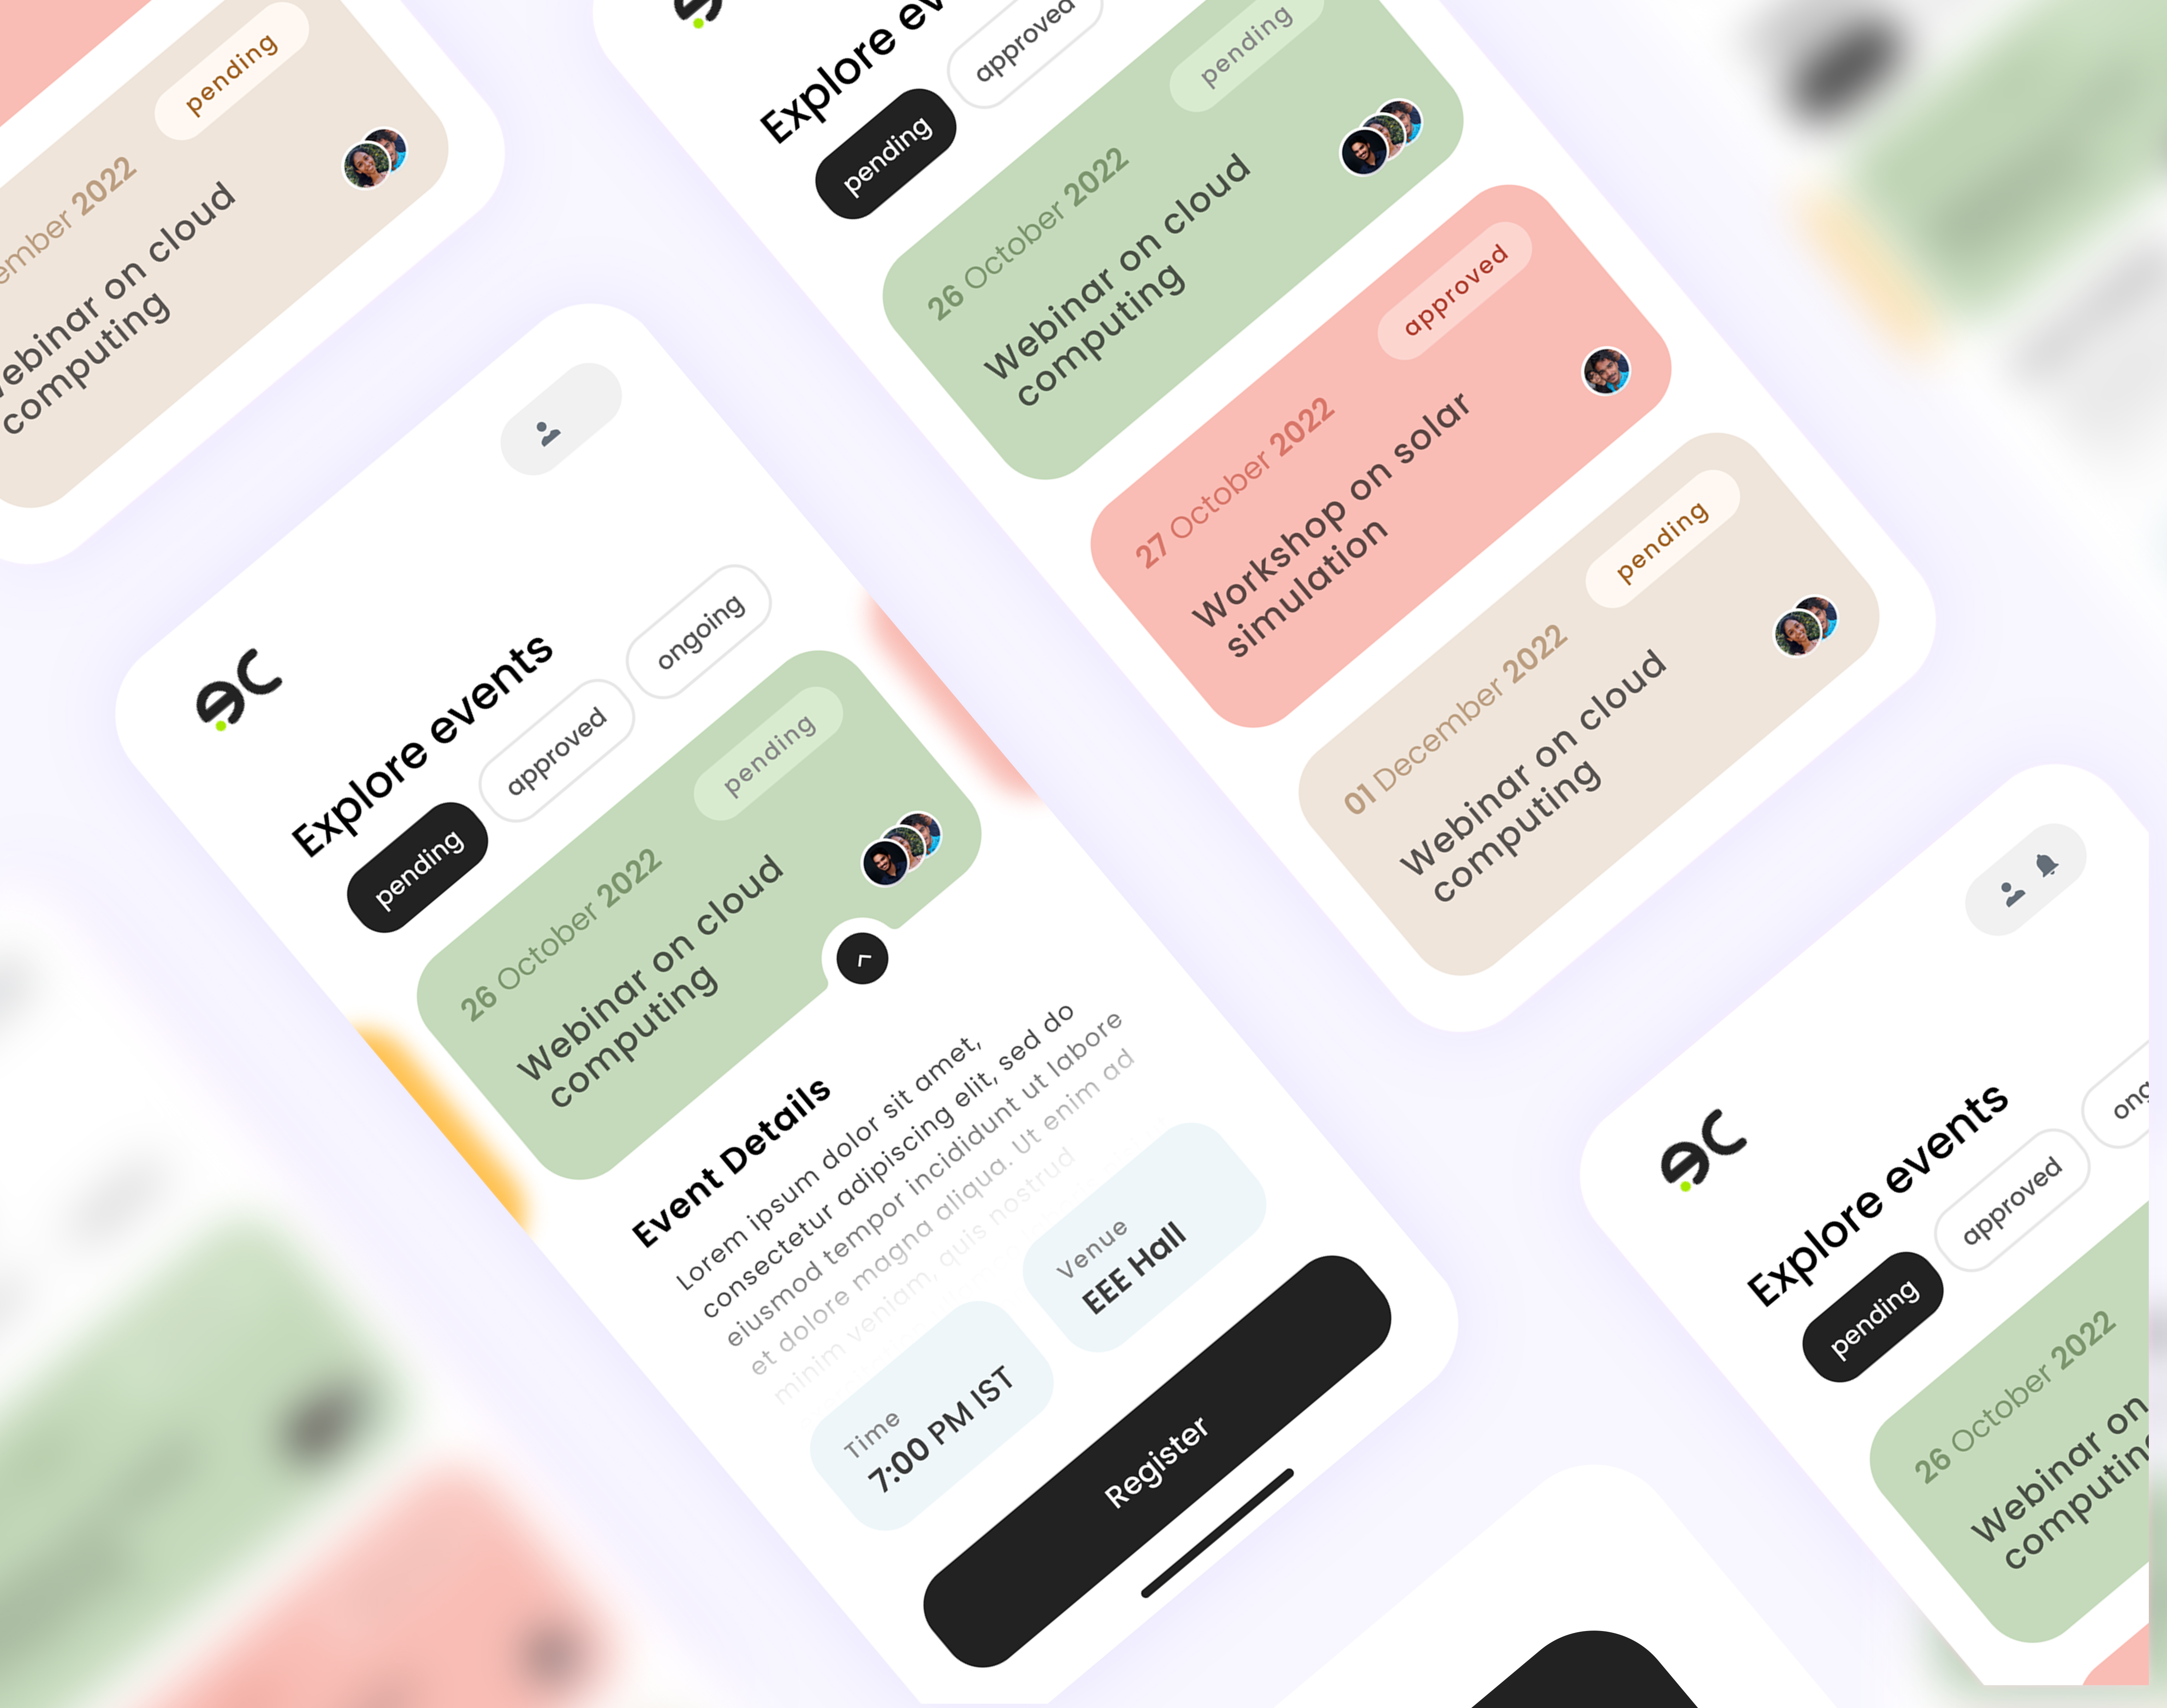 pending
ember 2022
ebinar on cloud
computing
Explore ev
approved
pending
pending
26 October 2022
Webinar on cloud
computing
approved
27 October 2022
Workshop on solar
simulation
pending
01 December 2022
Webinar on cloud
computing
ec
Explore events
pending
approved
ongoing
pending
26 October 2022
Webinar on cloud
computing
Event Details
Lorem ipsum dolor sit amet,
consectetur adipiscing elit, sed do
eiusmod tempor incididunt ut labore
et dolore magna aliqua. Ut enim ad
minim veniam, quis nostrud
Time
7:00 PM IST
Venue
EEE Hall
Register
ec
Explore events
pending
approved
ong
26 October 2022
Webinar on
computing